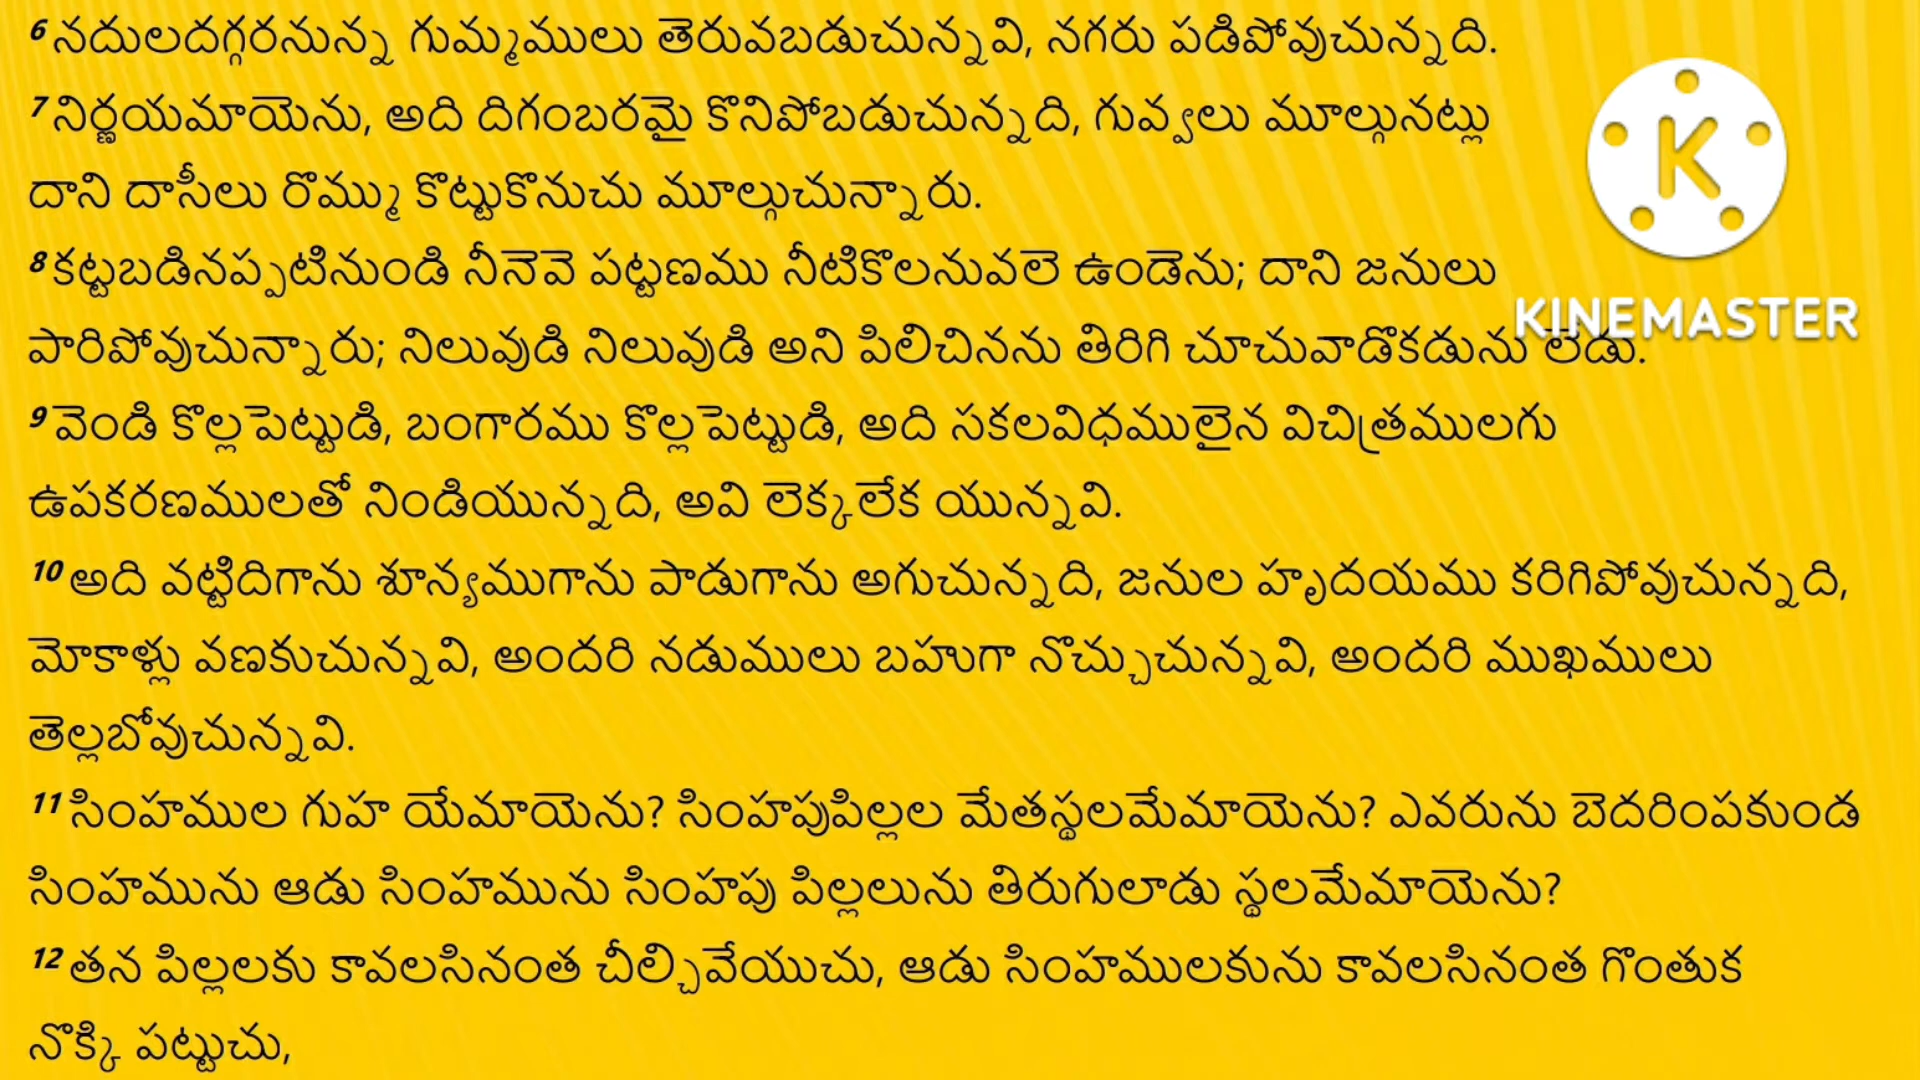 6 నదులదగ్గరనున్న గుమ్మములు తెరువబడుచున్నవి, నగరు పడిపోవుచున్నది.
7 నిర్ణయమాయెను, అది దిగంబరమై కొనిపోబడుచున్నది, గువ్వలు మూల్గునట్లు
దాని దాసీలు రొమ్ము కొట్టుకొనుచు మూల్గుచున్నారు.
8 కట్టబడినప్పటినుండి నీనెవె పట్టణము నీటికొలనువలె ఉండెను; దాని జనులు
పారిపోవుచున్నారు; నిలువుడి నిలువుడి అని పిలిచినను తిరిగి చూచువాడొకడును లేడు.
9 వెండి కొల్లపెట్టుడి, బంగారము కొల్లపెట్టుడి, అది సకలవిధములైన విచిత్రములగు
ఉపకరణములతో నిండియున్నది, అవి లెక్కలేక యున్నవి.
10 అది వట్టిదిగాను శూన్యముగాను పాడుగాను అగుచున్నది, జనుల హృదయము కరిగిపోవుచున్నది,
మోకాళ్లు వణకుచున్నవి, అందరి నడుములు బహుగా నొచ్చుచున్నవి, అందరి ముఖములు
తెల్లబోవుచున్నవి.
11 సింహముల గుహ యేమాయెను? సింహపుపిల్లల మేతస్థలమేమాయెను? ఎవరును బెదరింపకుండ
సింహమును ఆడు సింహమును సింహపు పిల్లలును తిరుగులాడు స్థలమేమాయెను?
12 తన పిల్లలకు కావలసినంత చీల్చివేయుచు, ఆడు సింహములకును కావలసినంత గొంతుక
నొక్కి పట్టుచు,
K
KINEMASTER